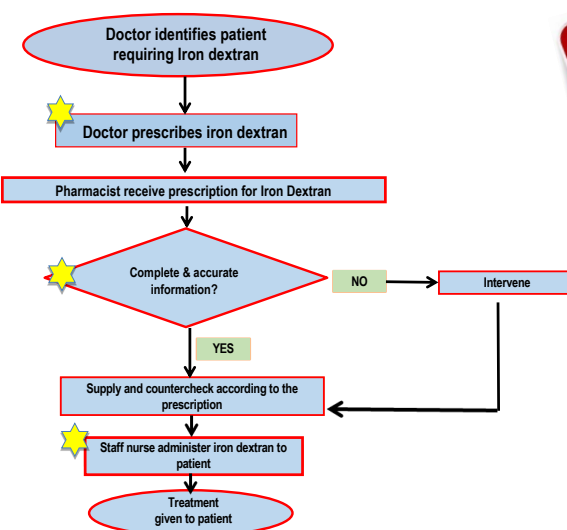 Doctor identifies patient
requiring Iron dextran
Doctor prescribes iron dextran
Pharmacist receive prescription for Iron Dextran
Complete & accurate
information?
NO
Intervene
YES
Supply and countercheck according to the
prescription
Staff nurse administer iron dextran to
patient
Treatment
given to patient